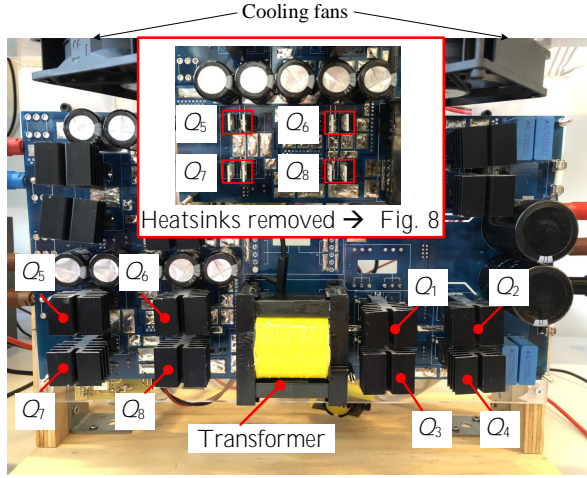 Cooling fans
Q5 Q6
Q7 Q8
Heatsinks removed → Fig. 8
Q5 Q6 Q1 Q2
Q7 Q8 Q3 Q4
Transformer